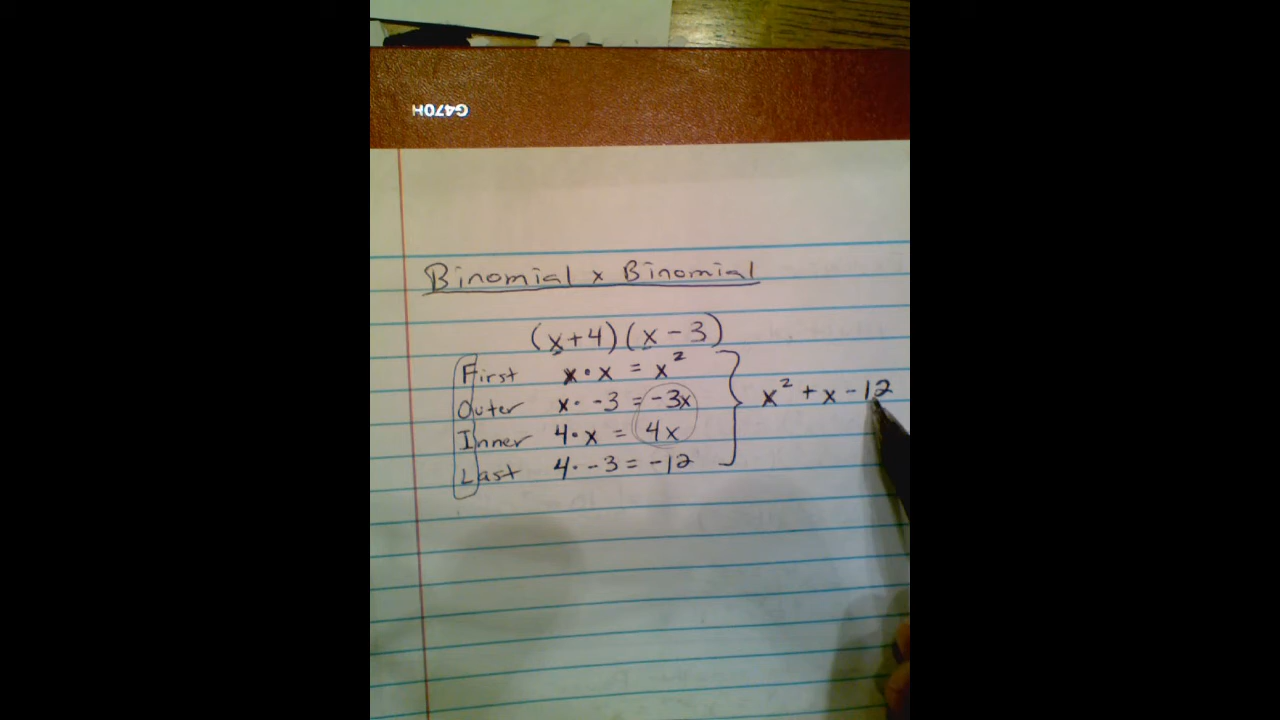 G470H
Binomial x Binomial
(x+4)(x-3)
First x·x = x²
Outer x·-3 = -3x
Inner 4·x = 4x
Last 4·-3 = -12
x² + x - 12